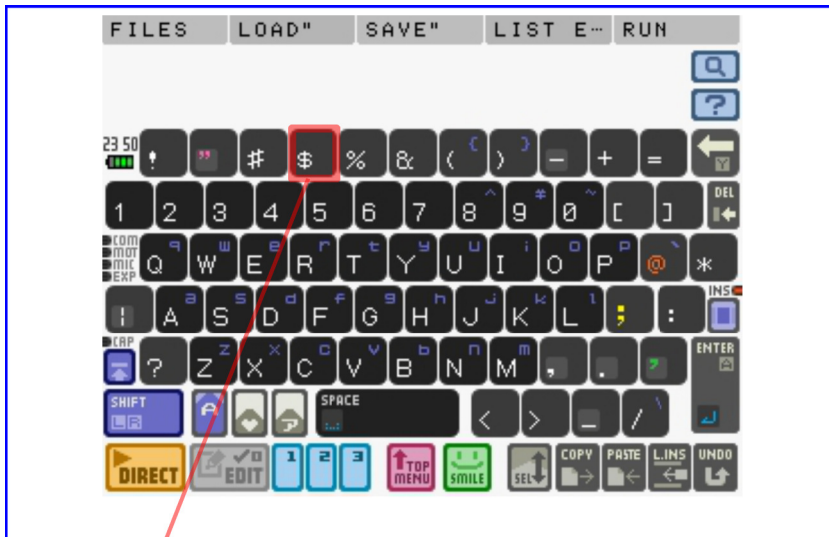 FILES LOAD" SAVE" LIST E… RUN
?
23 50 ! " # $ % & ( { ) } - + = Y
1 2 3 4 5 6 7 8 ^ 9 ¥ 0 ~ [ ] DEL
COM MOT MIC EXP Q q W w E e R r T t Y y U u I i O o P p @ ` *
¦ A a S s D d F f G g H h J j K k L l ; : INS
CAP ? Z z X x C c V v B b N n M m , . ' ENTER
SHIFT L R A SPACE < > _ / \
DIRECT EDIT 1 2 3 TOP MENU SMILE SEL COPY PASTE L.INS UNDO